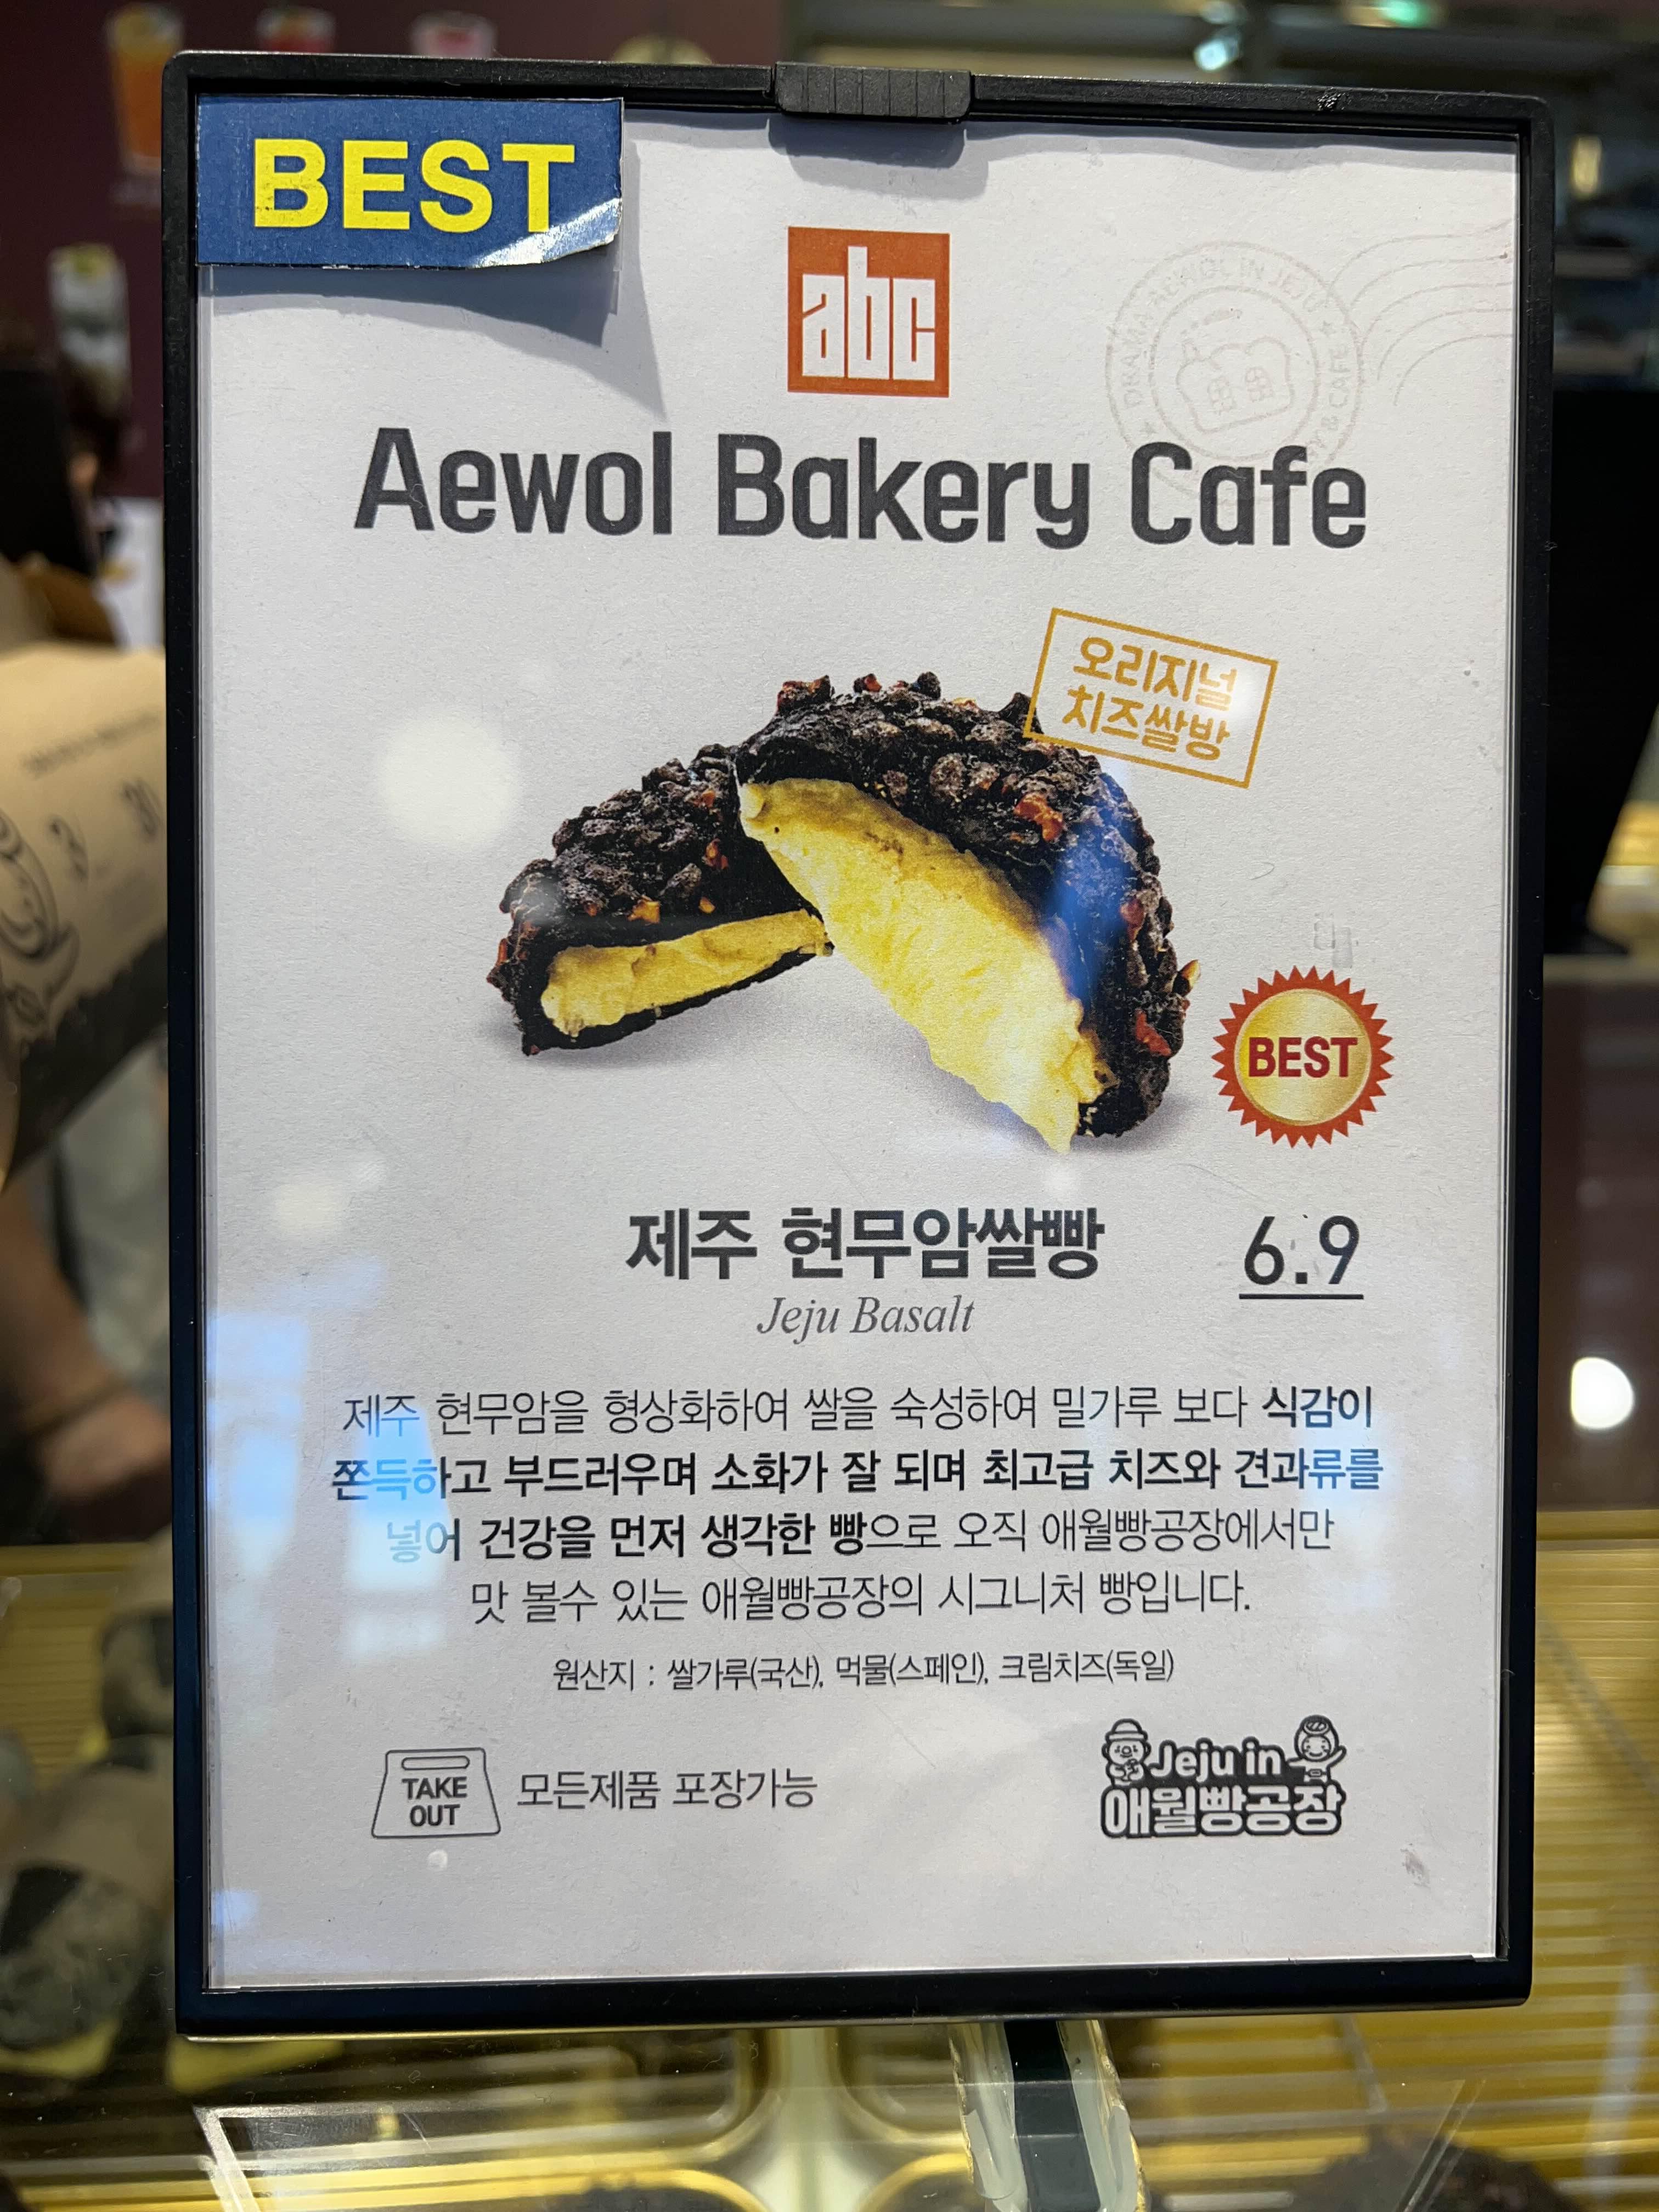 BEST
abc
DRAMA AEWOL IN JEJU
& CAFE
Aewol Bakery Cafe
오리지널
치즈쌀방
BEST
제주 현무암쌀빵
6.9
Jeju Basalt
제주 현무암을 형상화하여 쌀을 숙성하여 밀가루 보다 식감이
쫀득하고 부드러우며 소화가 잘 되며 최고급 치즈와 견과류를
넣어 건강을 먼저 생각한 빵으로 오직 애월빵공장에서만
맛 볼수 있는 애월빵공장의 시그니처 빵입니다.
원산지 : 쌀가루(국산), 먹물(스페인), 크림치즈(독일)
TAKE
OUT
모든제품 포장가능
Jeju in
애월빵공장